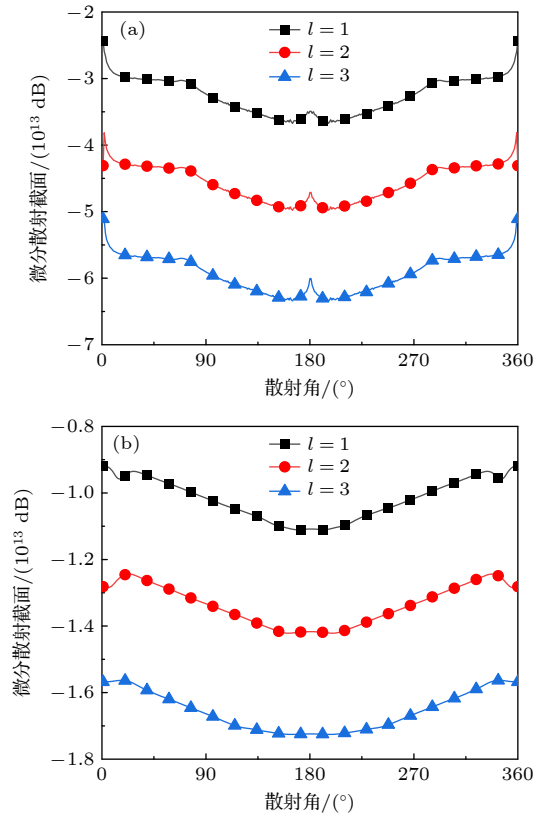 (a)
l = 1
l = 2
l = 3
−2
−3
−4
−5
−6
−7
微分散射截面/(10¹³ dB)
0
90
180
270
360
散射角/(°)
(b)
l = 1
l = 2
l = 3
−0.8
−1.0
−1.2
−1.4
−1.6
−1.8
微分散射截面/(10¹³ dB)
0
90
180
270
360
散射角/(°)